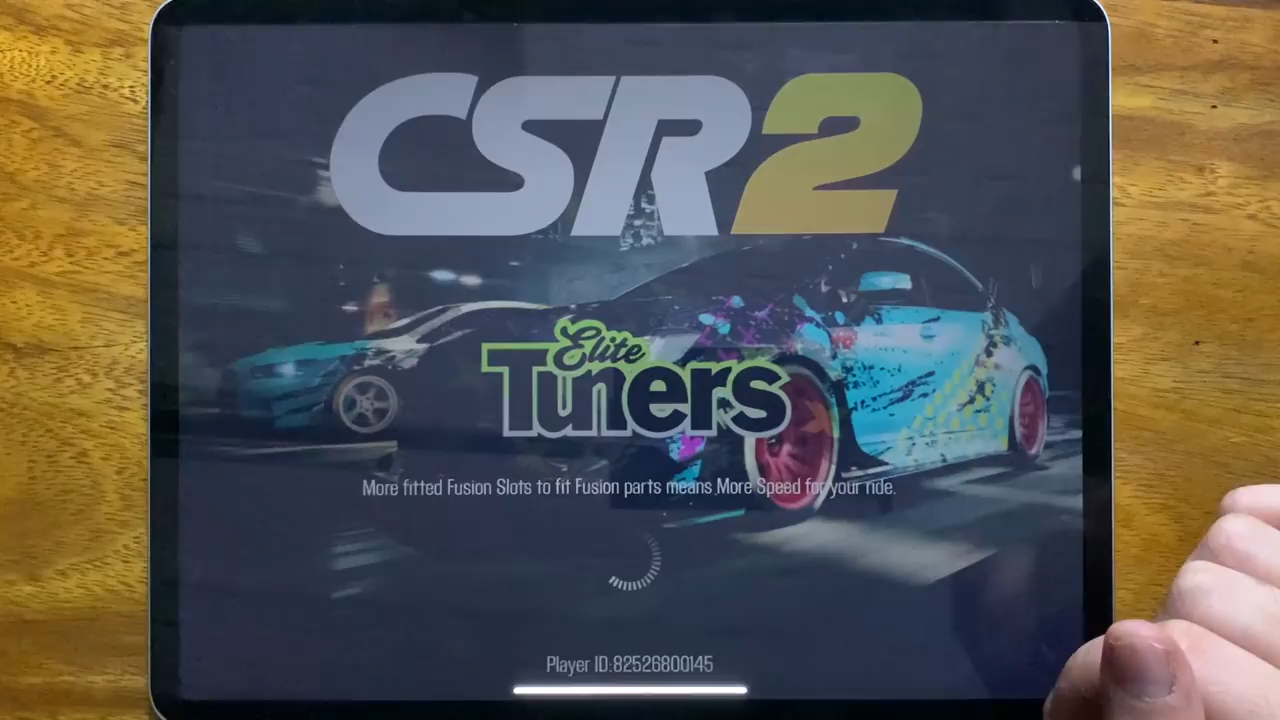 CSR2
Elite
Tuners
More fitted Fusion Slots to fit Fusion parts means More Speed for your ride.
Player ID:82526800145